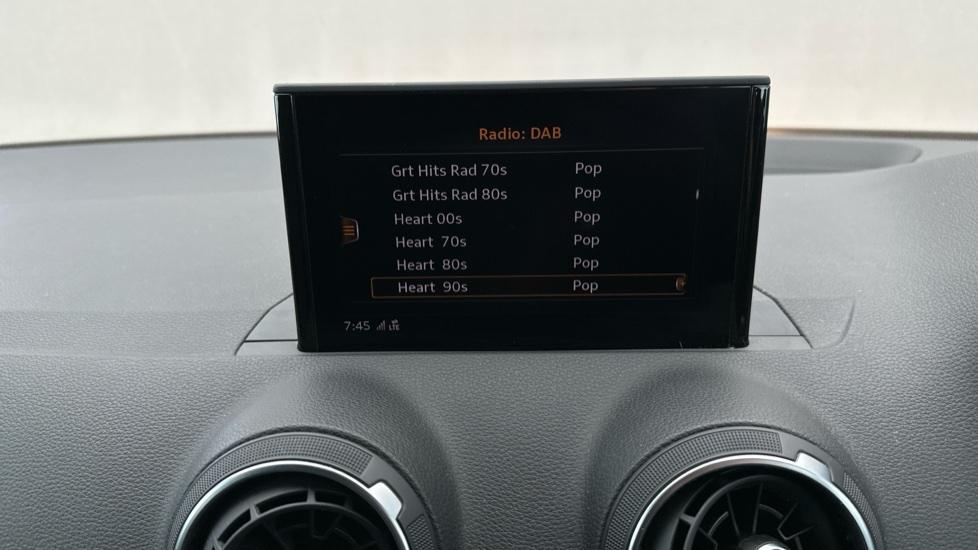 Radio: DAB
Grt Hits Rad 70s Pop
Grt Hits Rad 80s Pop
Heart 00s Pop
Heart 70s Pop
Heart 80s Pop
Heart 90s Pop
7:45 LTE